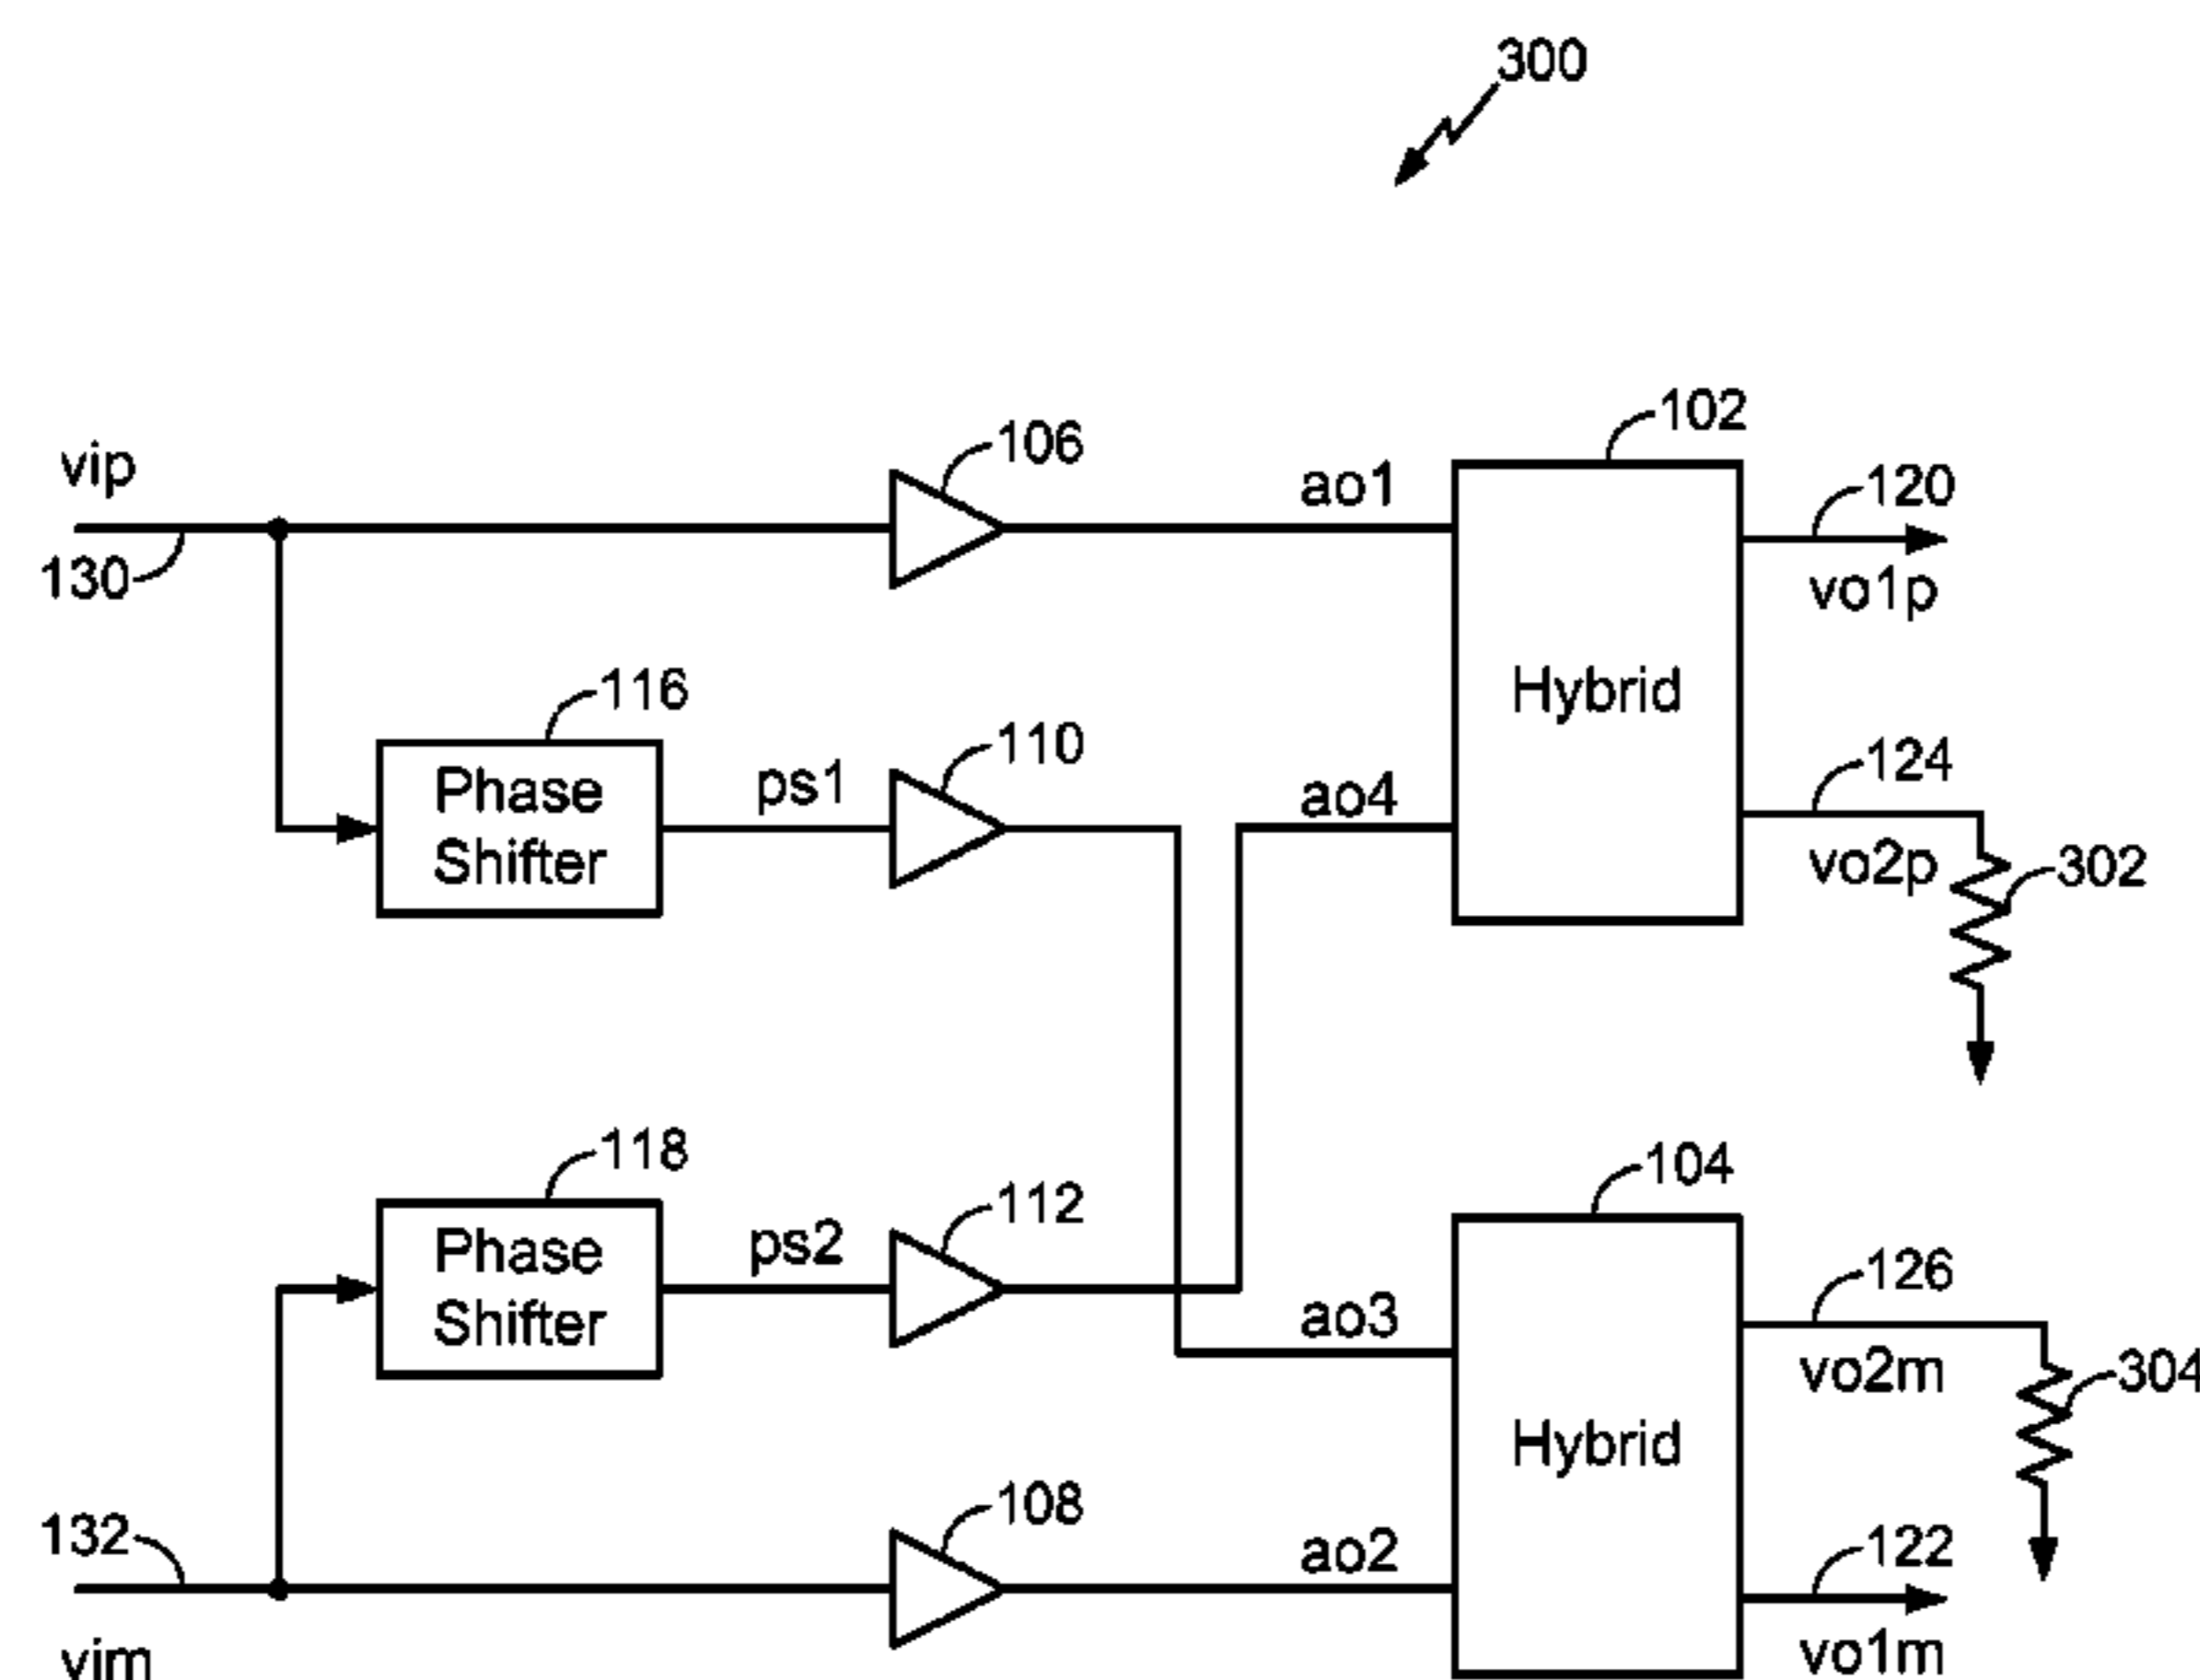 300
102
106
vip
ao1
120
130
vo1p
116
110
Hybrid
124
Phase
Shifter
ps1
ao4
vo2p
302
118
112
104
Phase
Shifter
ps2
126
ao3
vo2m
304
Hybrid
108
132
ao2
122
vim
vo1m